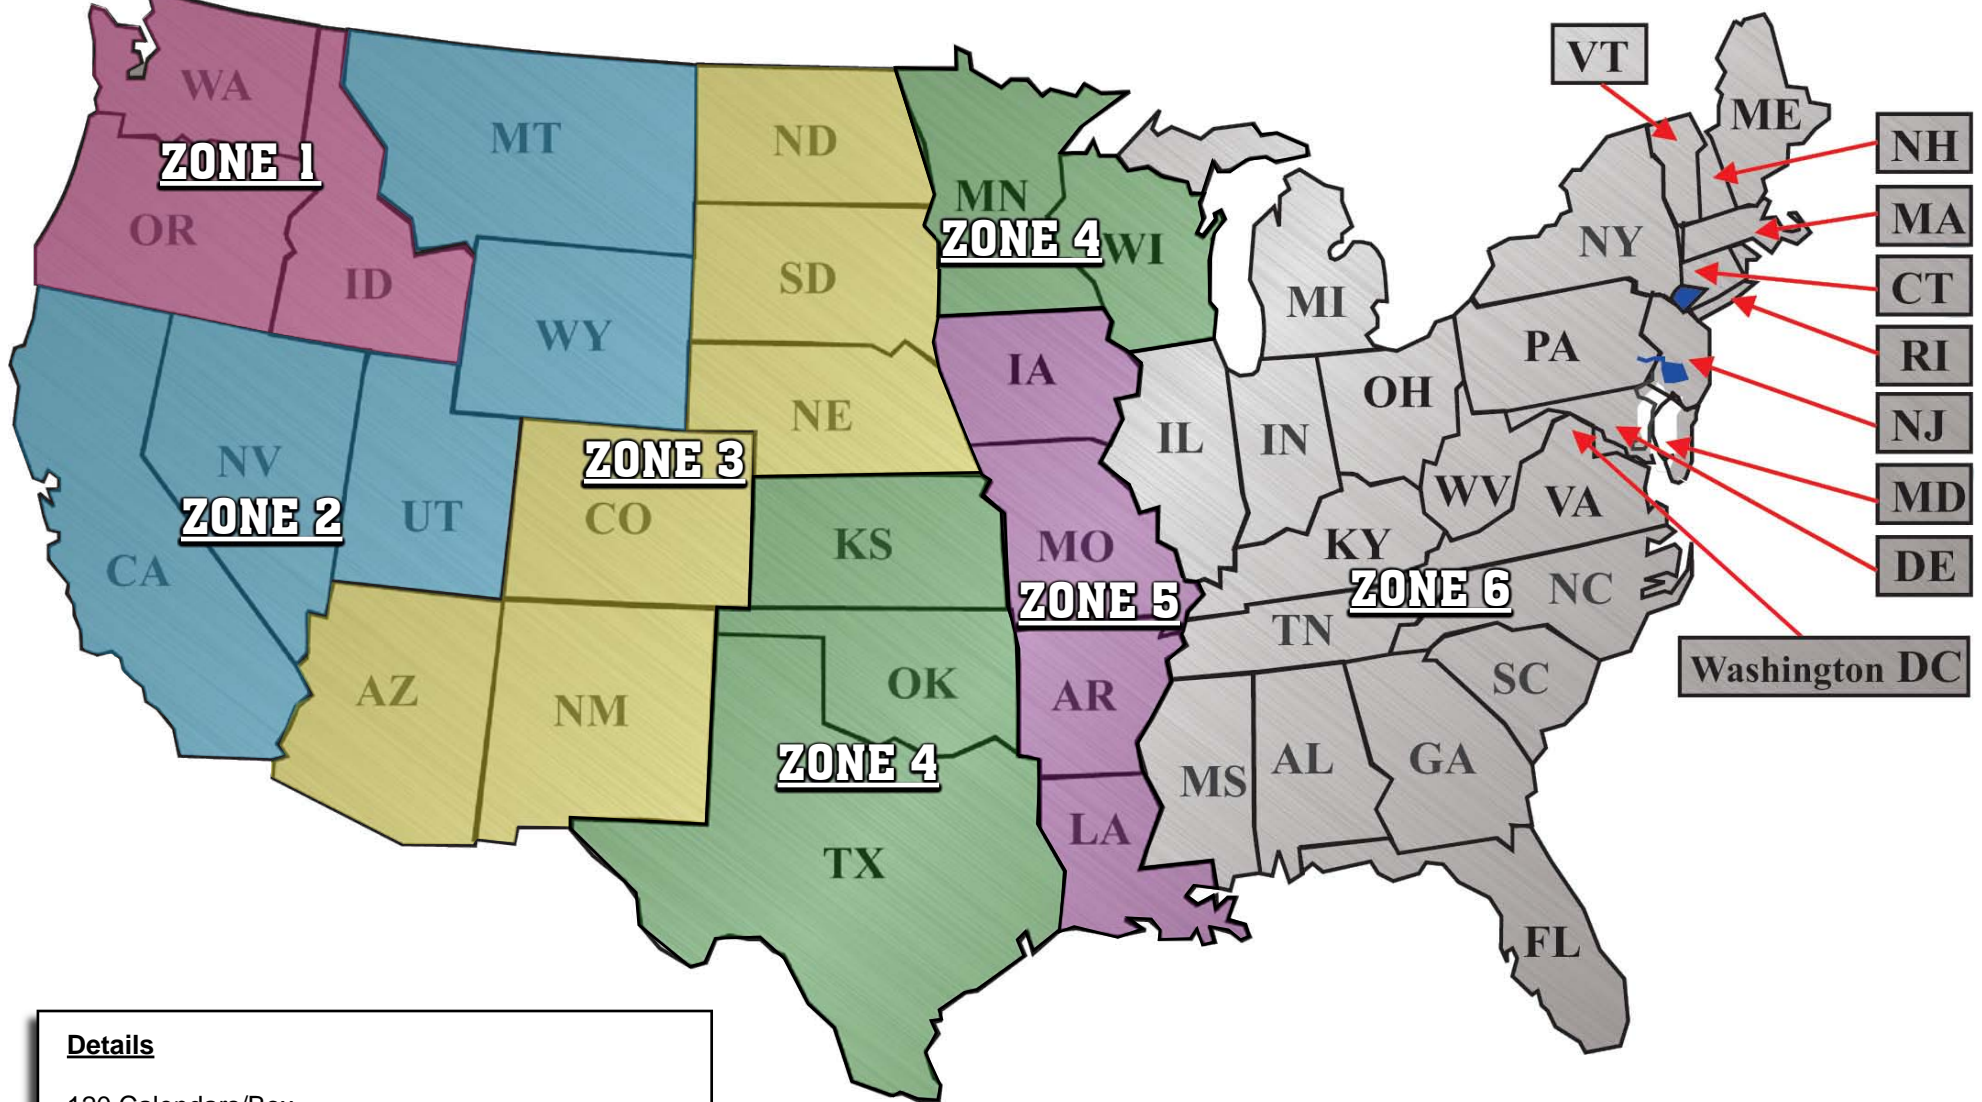 VT
WA
ME
MT
ND
NH
ZONE 1
MN
MA
OR
ZONE 4
WI
NY
ID
SD
CT
MI
WY
PA
RI
IA
OH
NE
NJ
IL
IN
NV
ZONE 3
WV
MD
ZONE 2
UT
CO
VA
KS
MO
KY
CA
DE
ZONE 5
ZONE 6
NC
TN
OK
AZ
AR
SC
Washington DC
NM
ZONE 4
MS
AL
GA
LA
TX
FL
Details
180 Calendars/Box